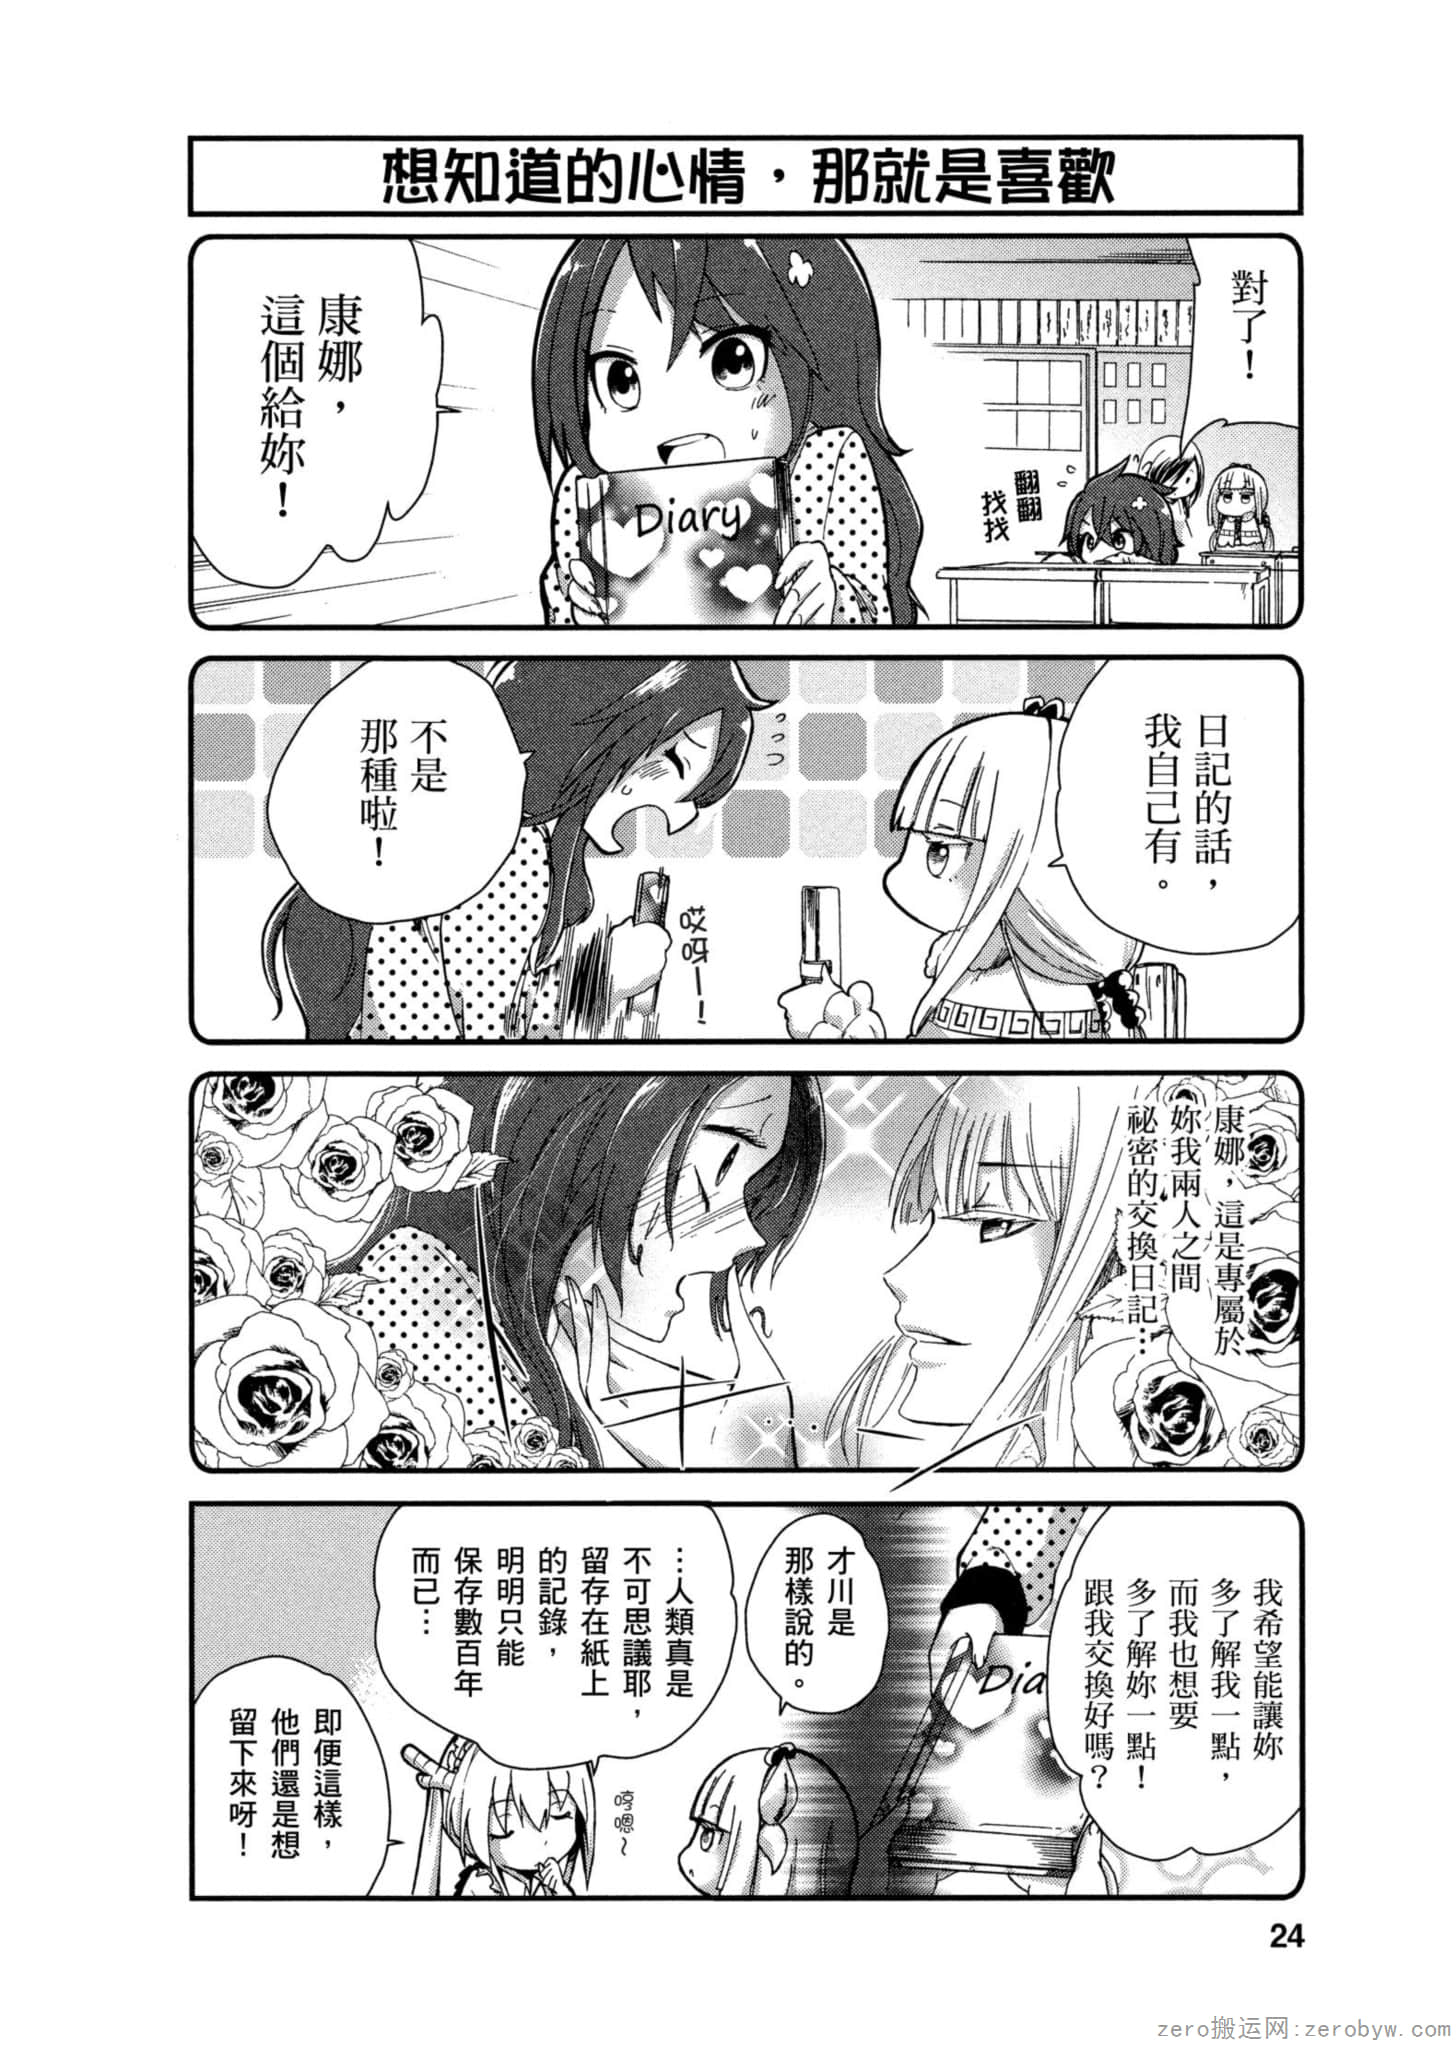 想知道的心情，那就是喜歡
對了！
翻翻
找找
Diary
康娜，
這個給妳！
日記的話，
我自己有。
哎呀—！
不是
那種啦！
康娜，這是專屬於
妳我兩人之間
祕密的交換日記…
我希望能讓妳
多了解我一點，
而我也想要
多了解妳一點！
跟我交換好嗎？
Dia
才川是
那樣說的。
…人類真是
不可思議耶，
留存在紙上
的記錄，
明明只能
保存數百年
而已…
哼嗯～
即便這樣，
他們還是想
留下來呀！
24
zero搬运网:zerobyw.com